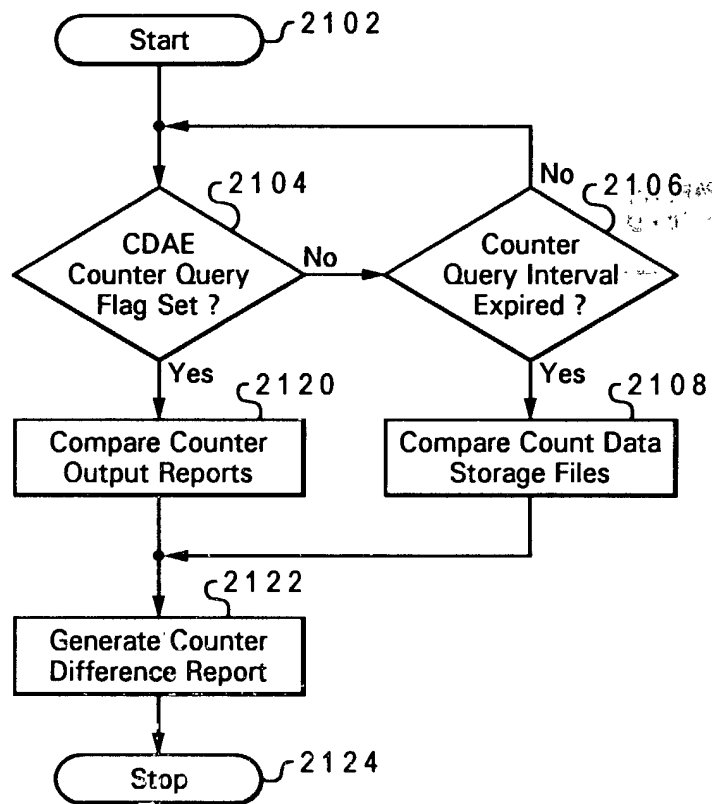 Start
2102
CDAE
Counter Query
Flag Set ?
2104
No
Yes
Counter
Query Interval
Expired ?
2106
No
Yes
Compare Counter
Output Reports
2120
Compare Count Data
Storage Files
2108
Generate Counter
Difference Report
2122
Stop
2124